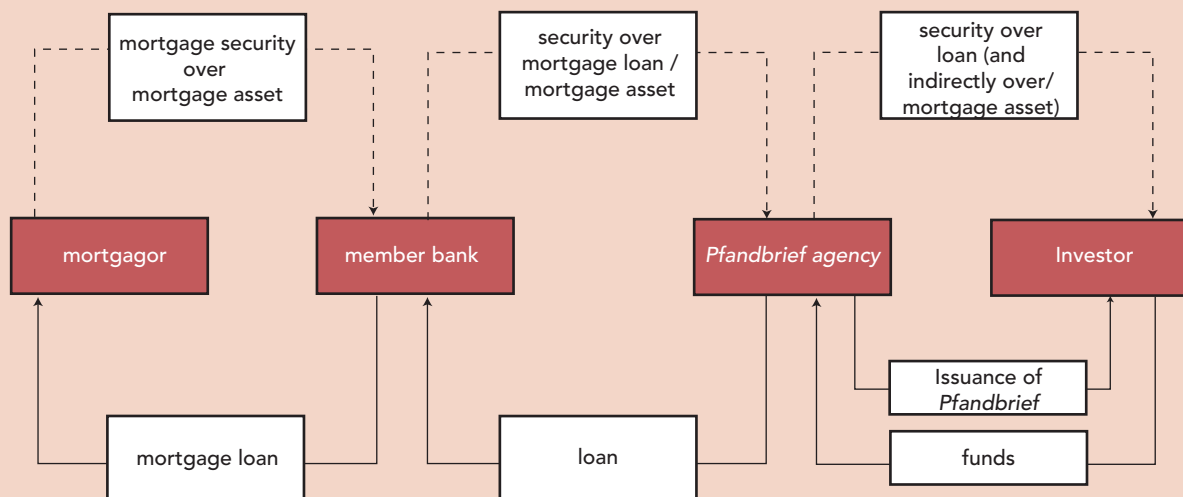 mortgage security
over
mortgage asset
security over
mortgage loan /
mortgage asset
security over
loan (and
indirectly over/
mortgage asset)
mortgagor
member bank
Pfandbrief agency
Investor
Issuance of
Pfandbrief
mortgage loan
loan
funds